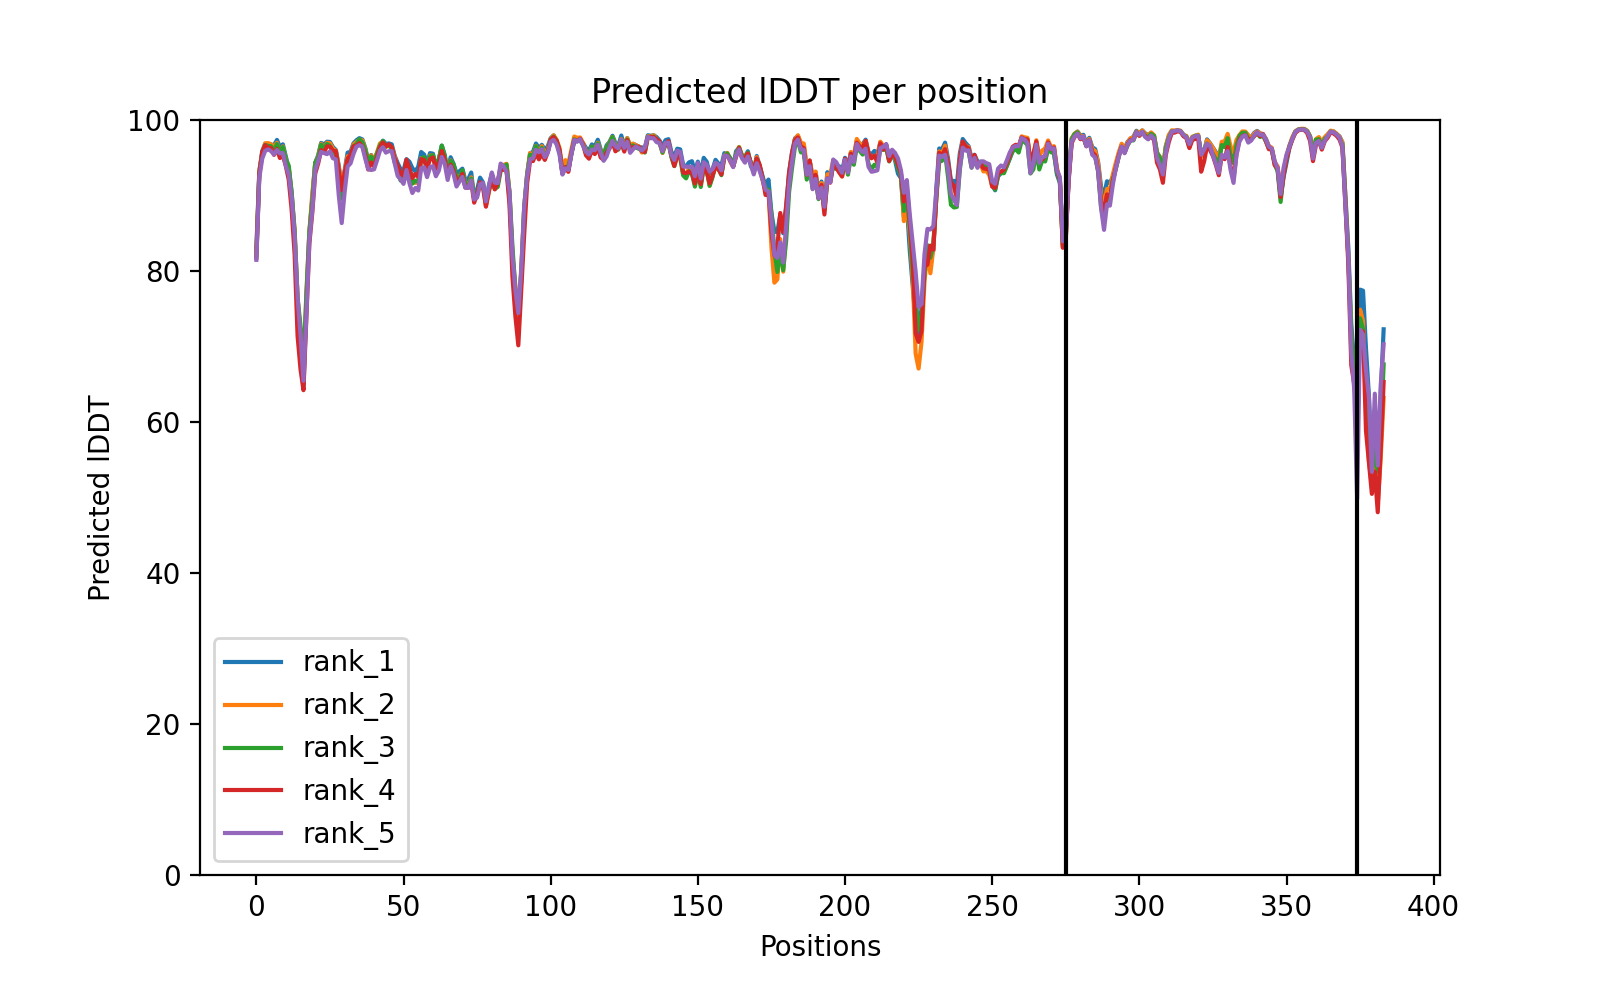 Predicted lDDT per position
100
80
60
40
20
0
Predicted lDDT
rank_1
rank_2
rank_3
rank_4
rank_5
0 50 100 150 200 250 300 350 400
Positions